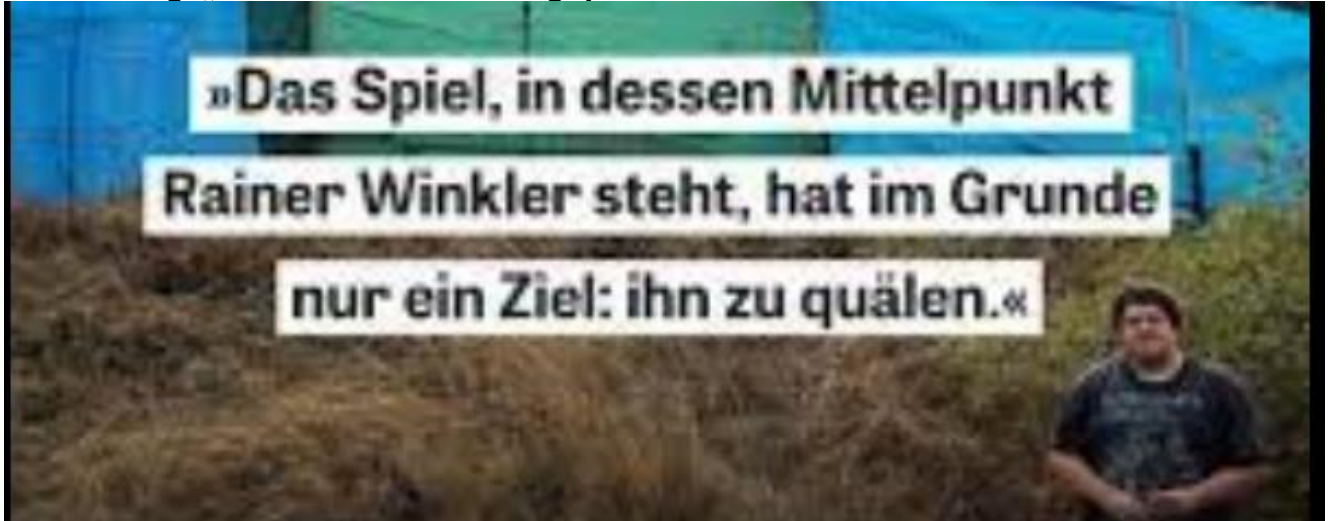 »Das Spiel, in dessen Mittelpunkt
Rainer Winkler steht, hat im Grunde
nur ein Ziel: ihn zu quälen.«